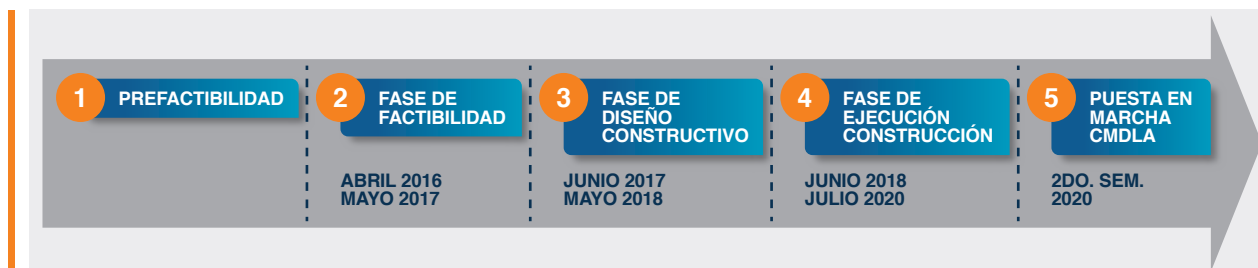 1 PREFACTIBILIDAD
2 FASE DE
FACTIBILIDAD
ABRIL 2016
MAYO 2017
3 FASE DE
DISEÑO
CONSTRUCTIVO
JUNIO 2017
MAYO 2018
4 FASE DE
EJECUCIÓN
CONSTRUCCIÓN
JUNIO 2018
JULIO 2020
5 PUESTA EN
MARCHA
CMDLA
2DO. SEM.
2020